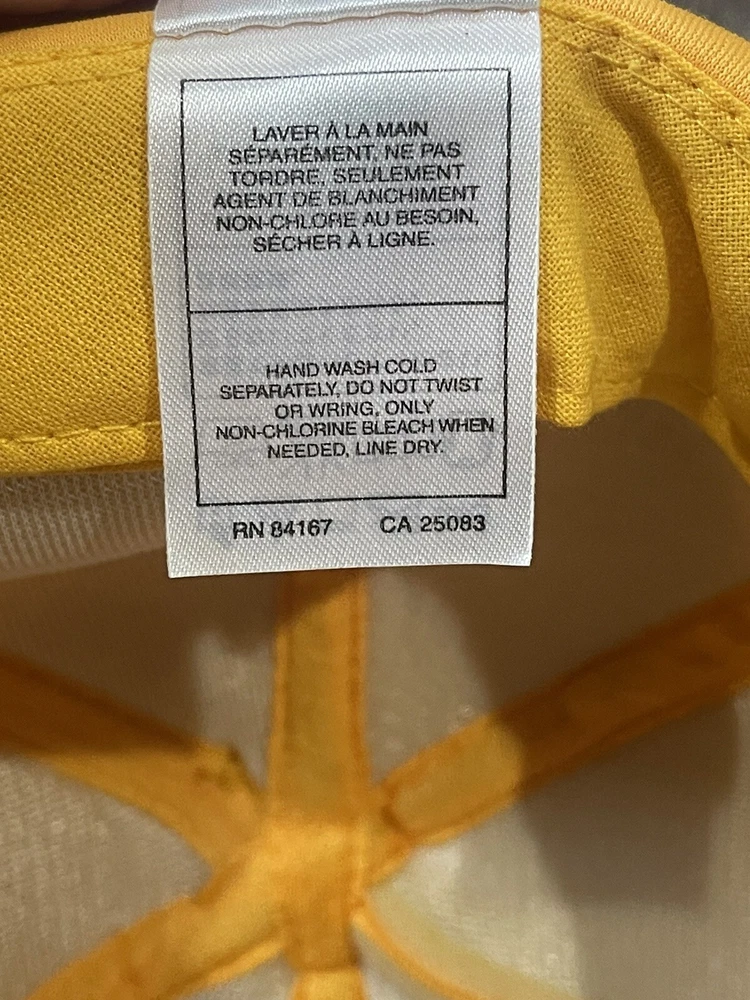 LAVER À LA MAIN
SÉPARÉMENT, NE PAS
TORDRE, SEULEMENT
AGENT DE BLANCHIMENT
NON-CHLORE AU BESOIN,
SÉCHER À LIGNE.
HAND WASH COLD
SEPARATELY, DO NOT TWIST
OR WRING, ONLY
NON-CHLORINE BLEACH WHEN
NEEDED, LINE DRY.
RN 84167 CA 25083